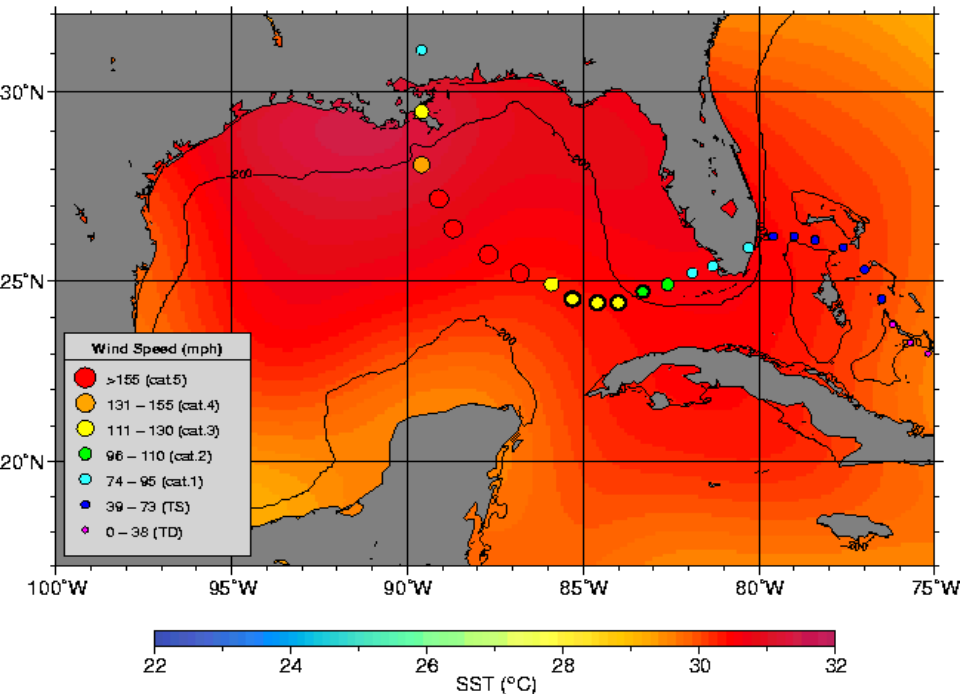 30°N
200
200
25°N
Wind Speed (mph)
>155 (cat.5)
131 – 155 (cat.4)
111 – 130 (cat.3)
96 – 110 (cat.2)
74 – 95 (cat.1)
39 – 73 (TS)
0 – 38 (TD)
200
20°N
200
100°W 95°W 90°W 85°W 80°W 75°W
22 24 26 28 30 32
SST (°C)